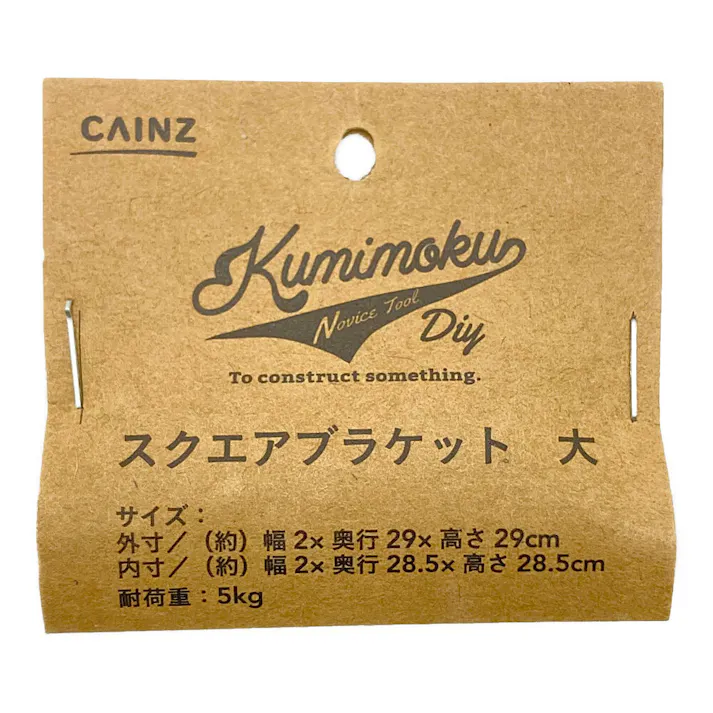 CAINZ
Kumimoku
Novice Tool
Diy
To construct something.
スクエアブラケット 大
サイズ：
外寸／（約）幅 2× 奥行 29× 高さ 29cm
内寸／（約）幅 2× 奥行 28.5× 高さ 28.5cm
耐荷重：5kg